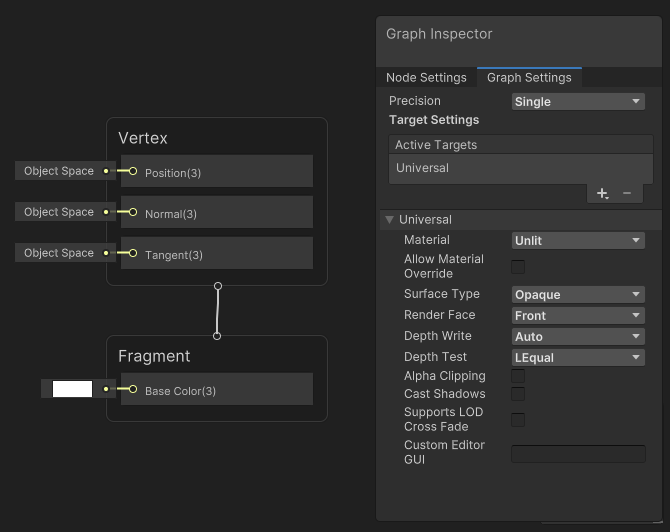 Graph Inspector
Node Settings Graph Settings
Precision Single
Target Settings
Active Targets
Universal
+ −
Universal
Material Unlit
Allow Material
Override
Surface Type Opaque
Render Face Front
Depth Write Auto
Depth Test LEqual
Alpha Clipping
Cast Shadows
Supports LOD
Cross Fade
Custom Editor
GUI
Vertex
Object Space Position(3)
Object Space Normal(3)
Object Space Tangent(3)
Fragment
Base Color(3)